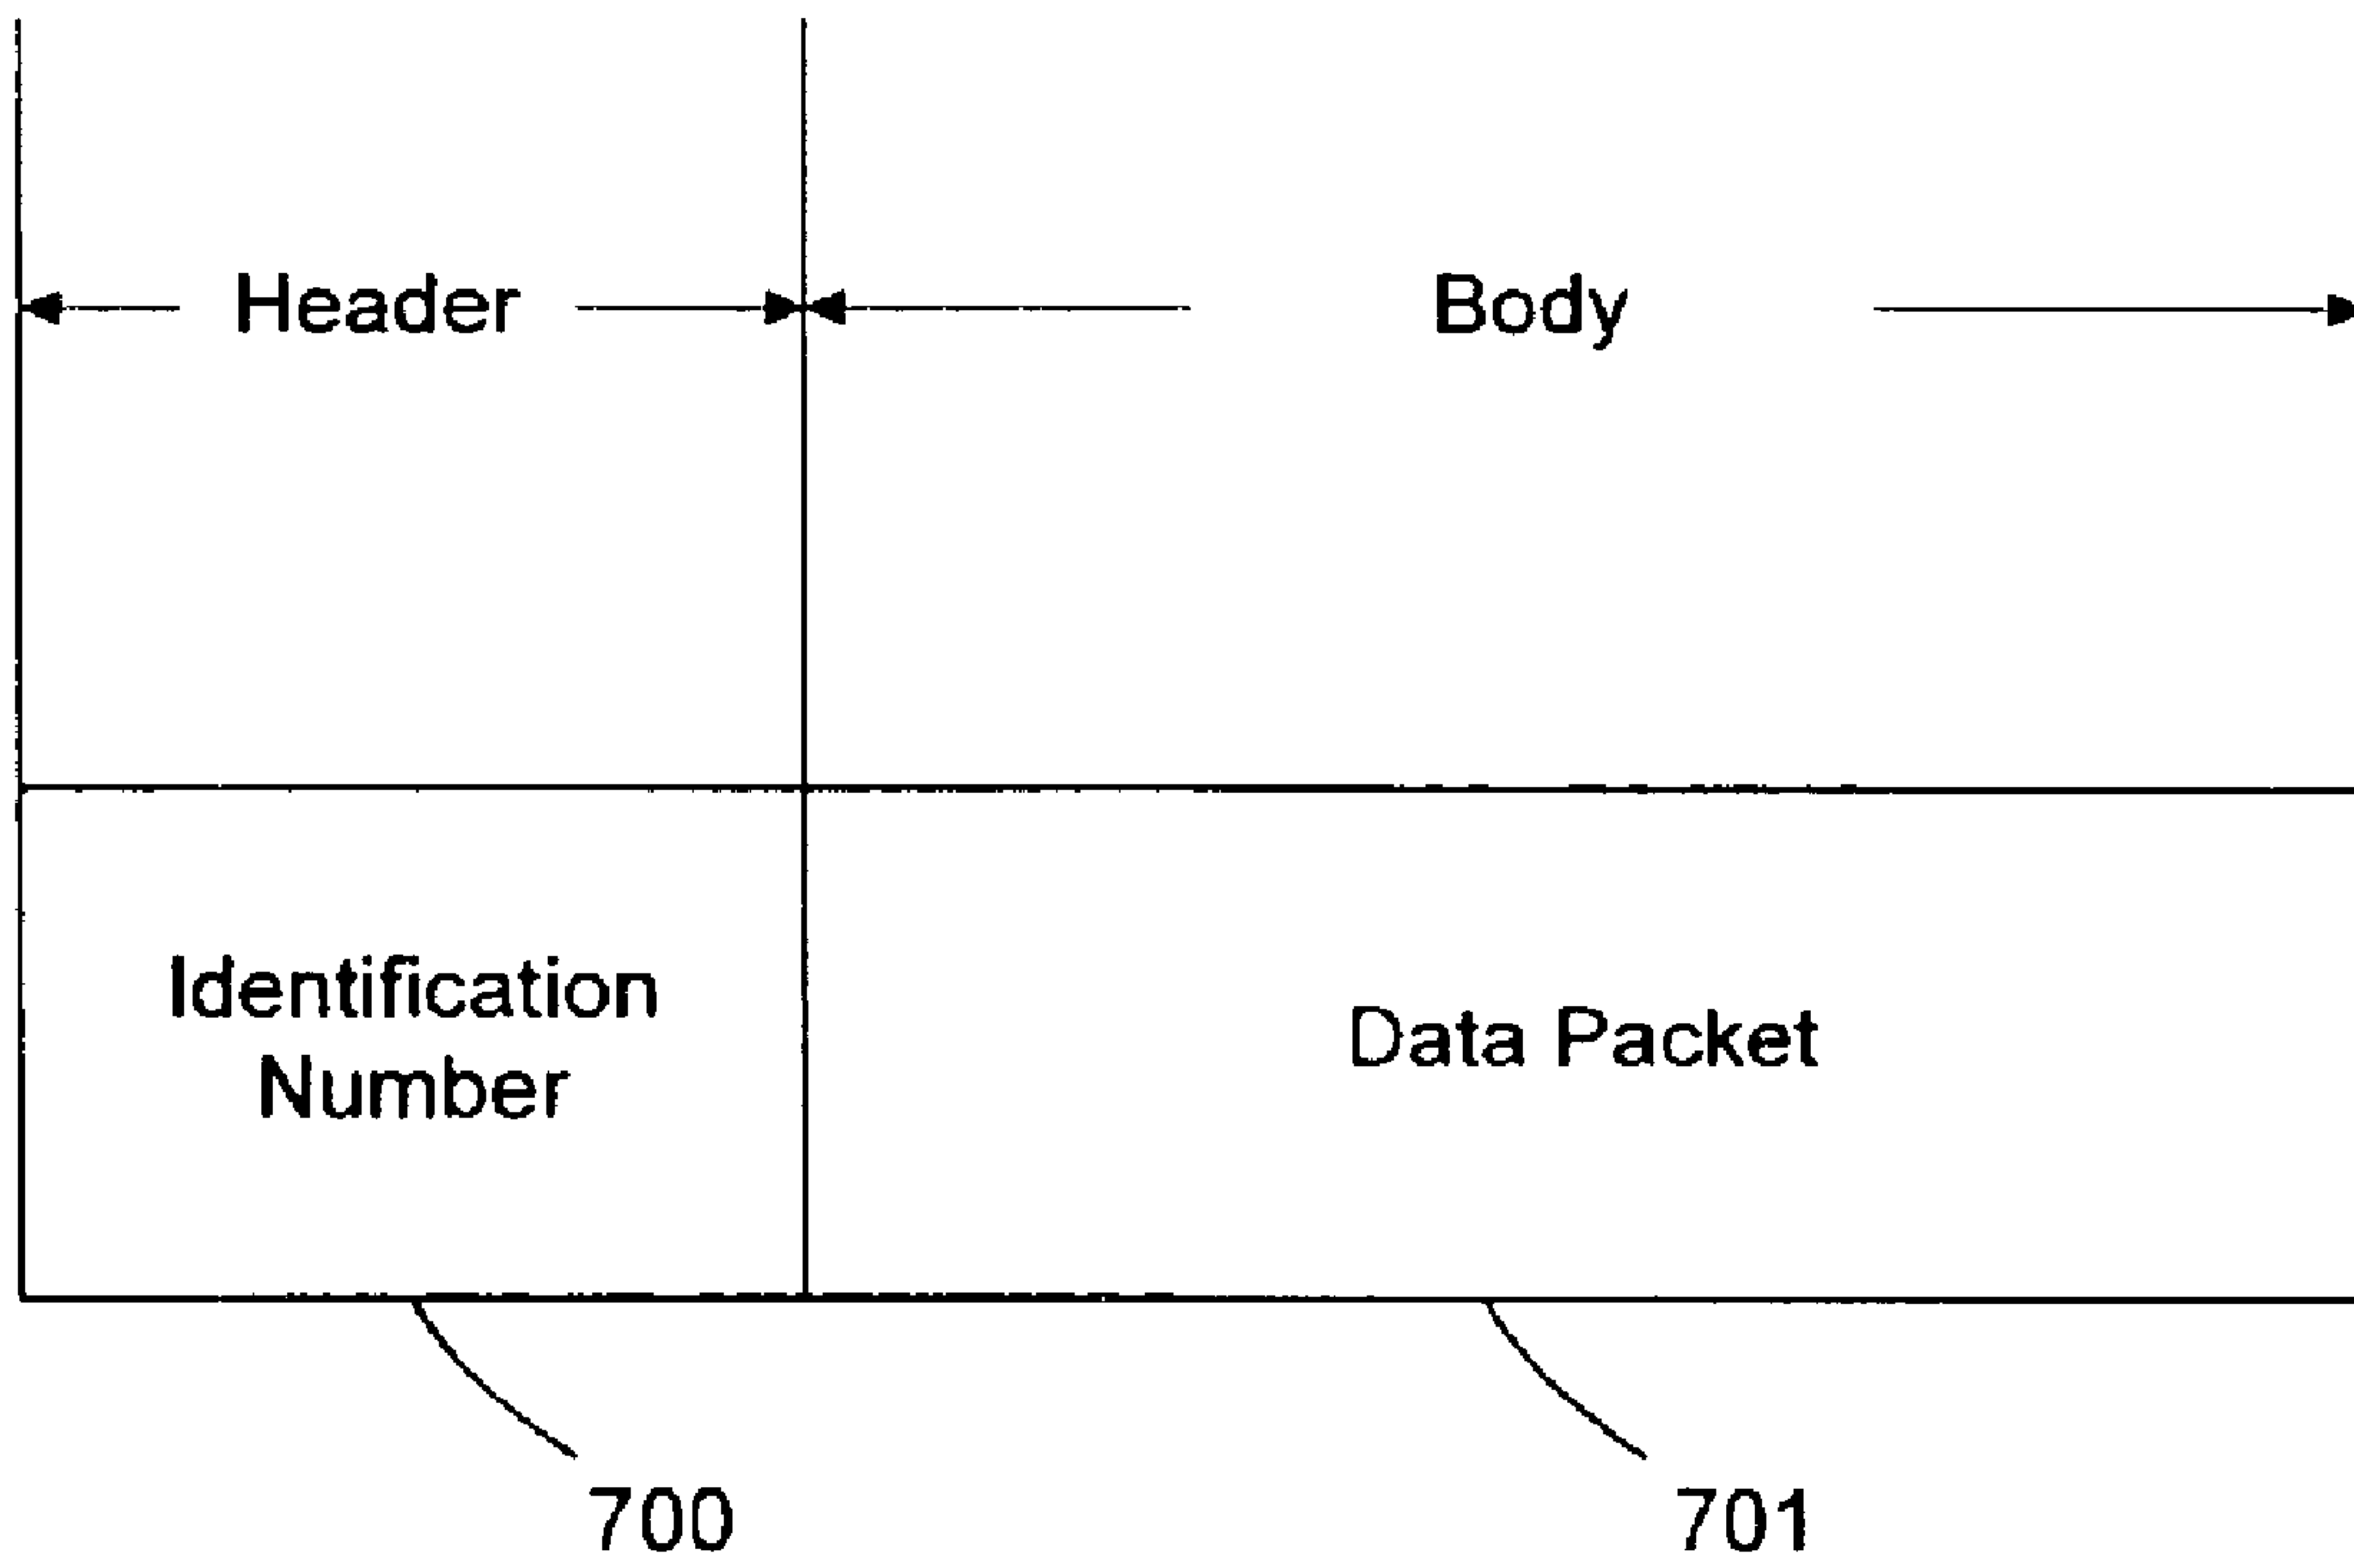 Header
Body
Identification
Number
Data Packet
700
701